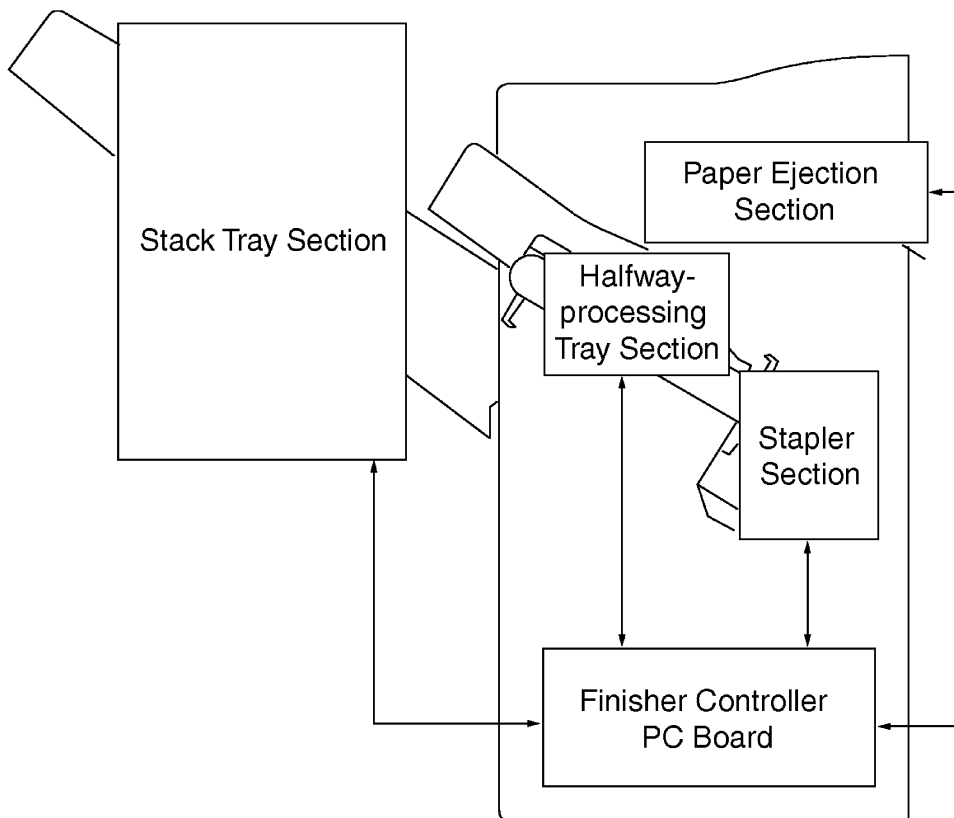 Stack Tray Section
Paper Ejection
Section
Halfway-
processing
Tray Section
Stapler
Section
Finisher Controller
PC Board